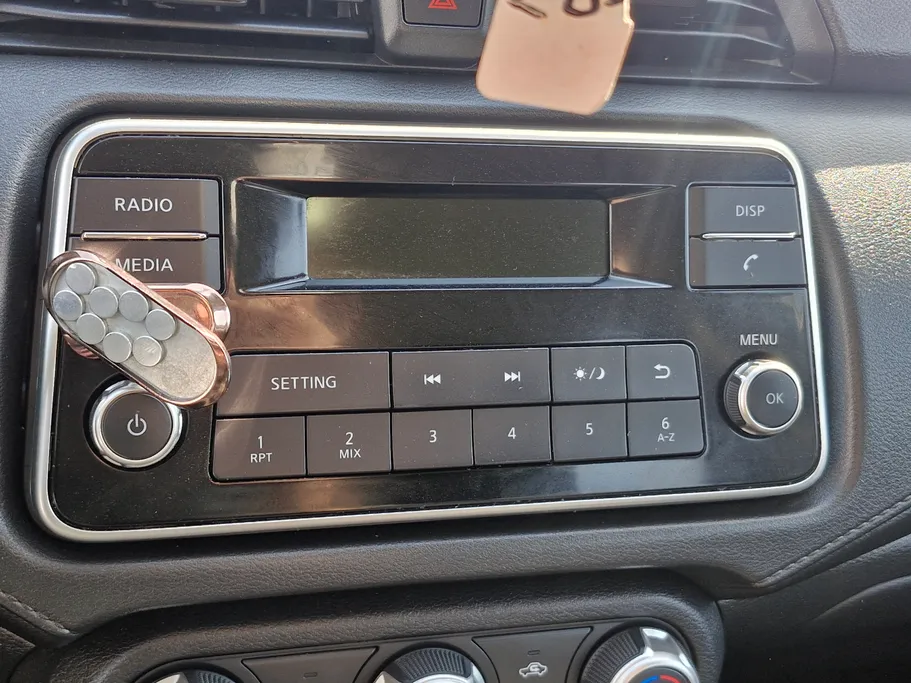 RADIO
DISP
MEDIA
MENU
SETTING
OK
1
RPT
2
MIX
3
4
5
6
A-Z